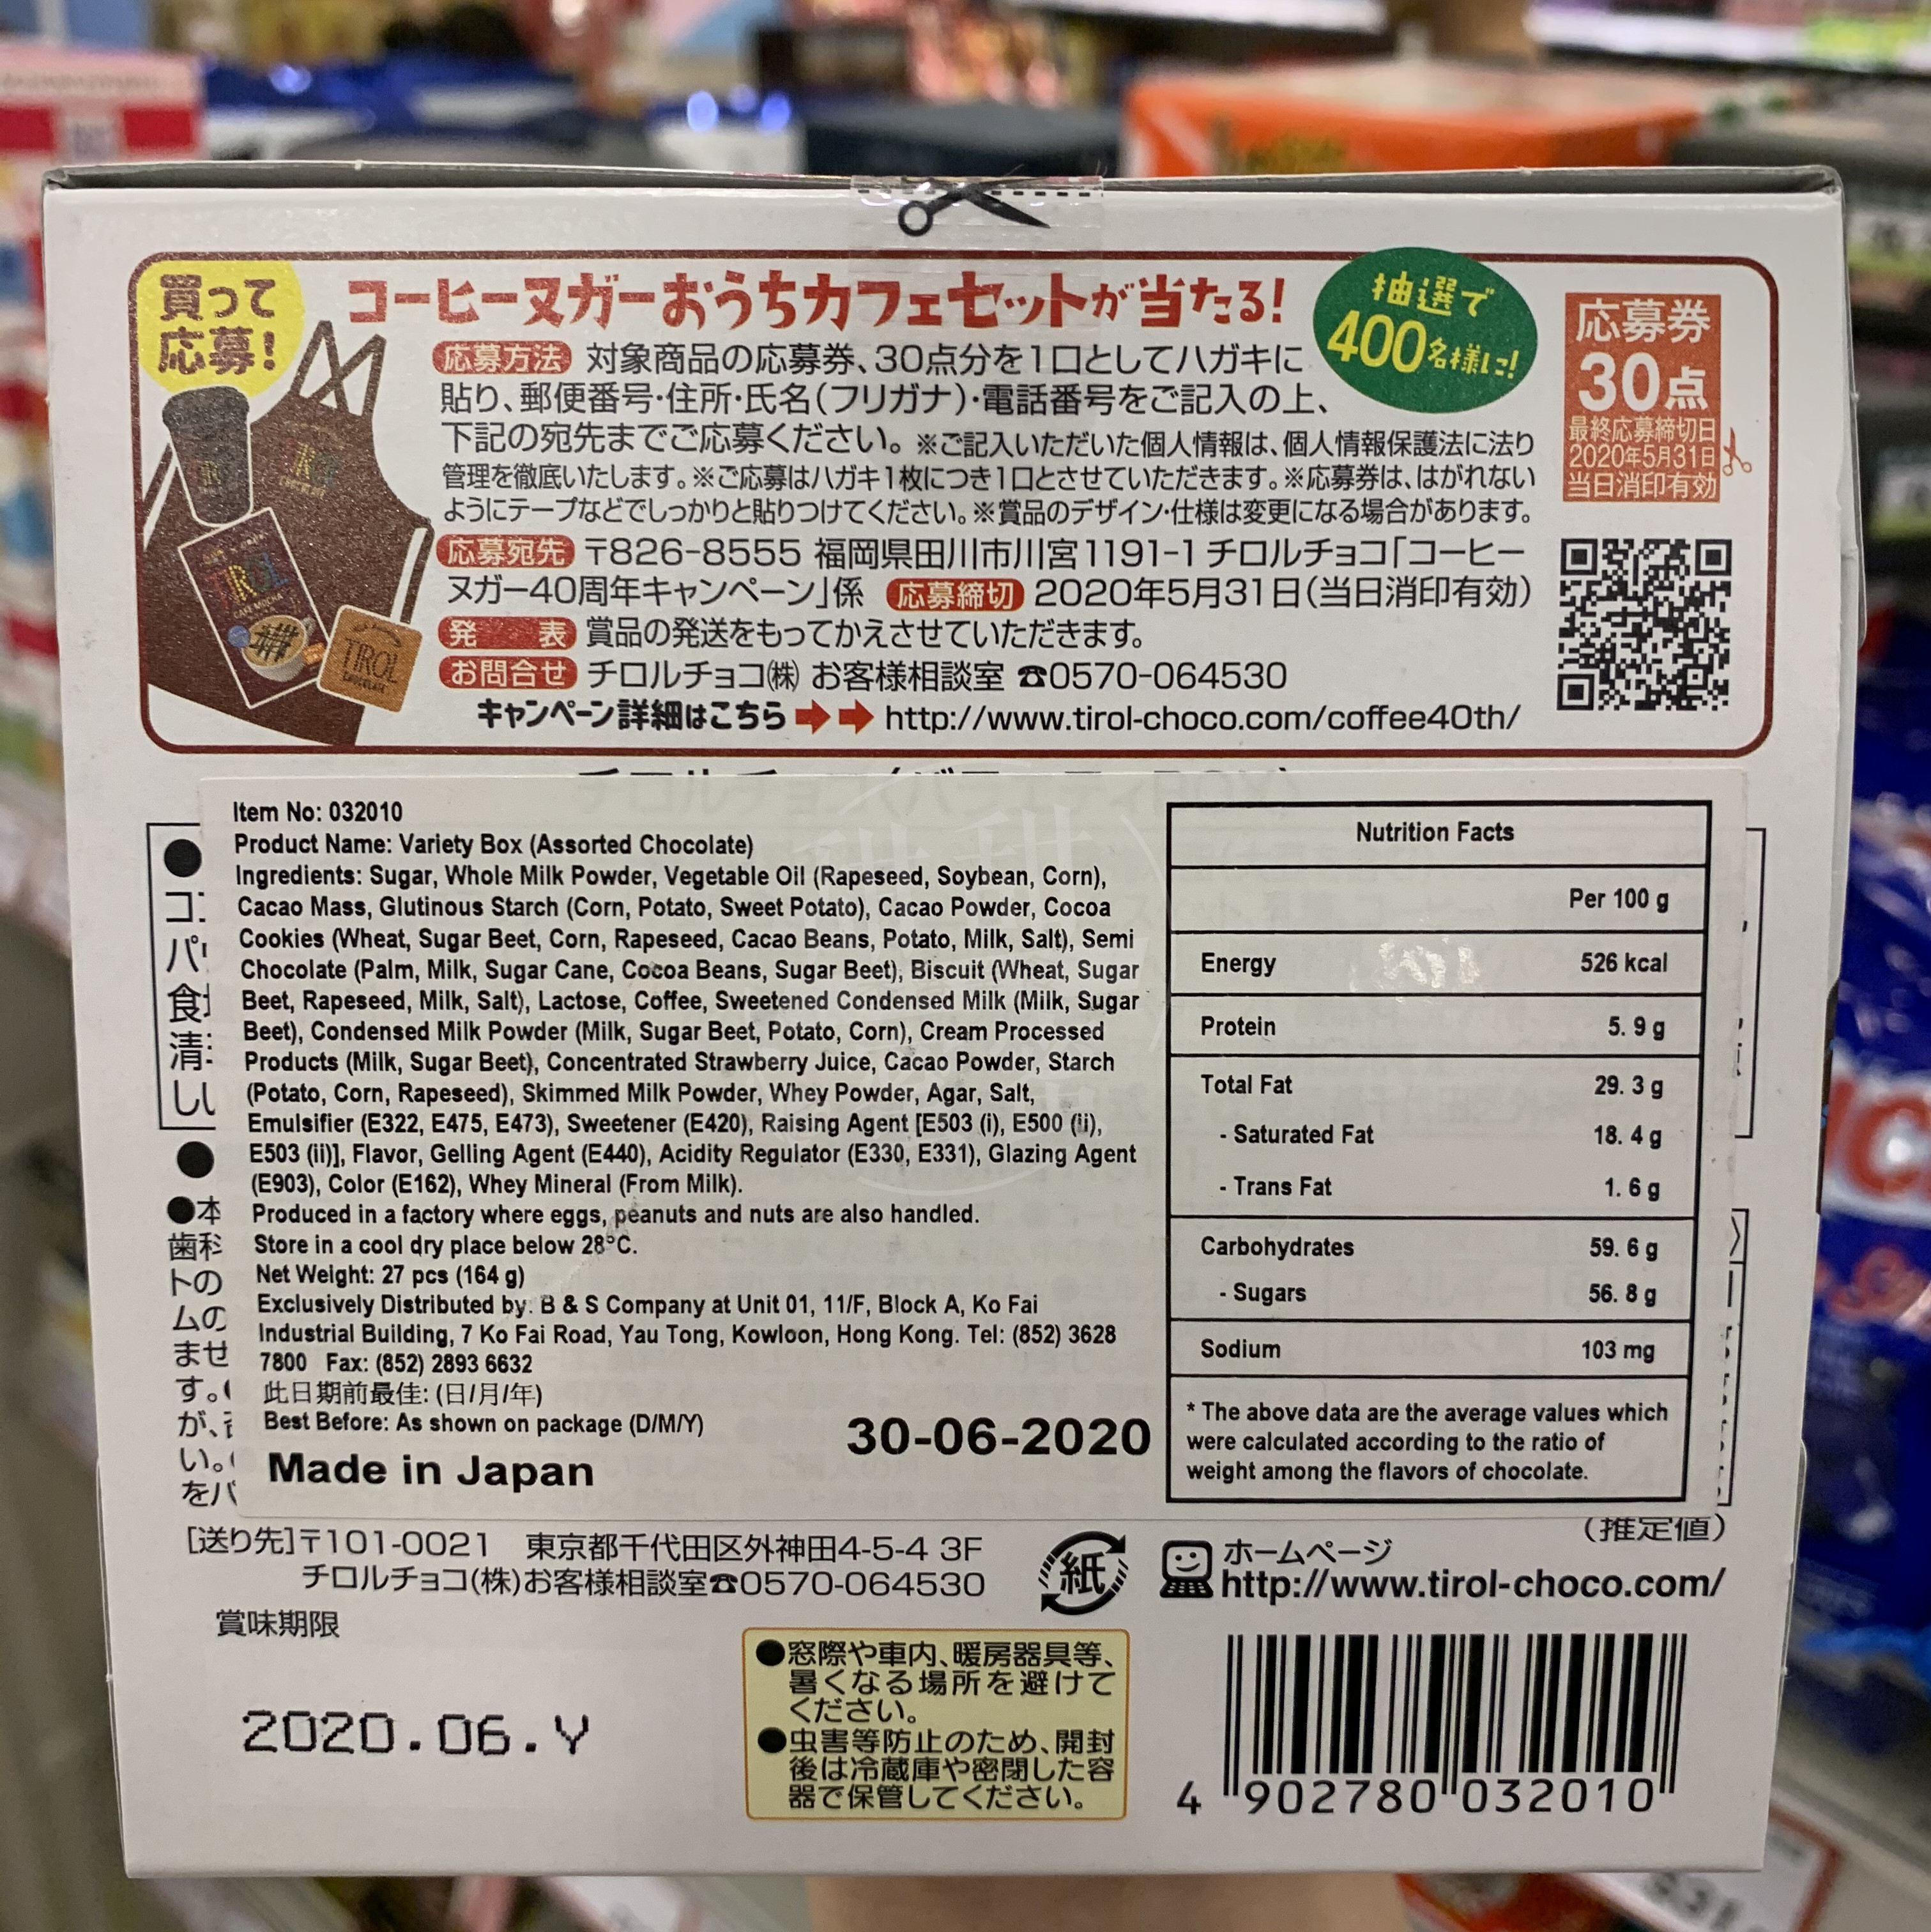 買って
応募!
コーヒーヌガーおうちカフェセットが当たる!
抽選で
400名様に!
応募券
30点
最終応募締切日
2020年5月31日
当日消印有効
応募方法 対象商品の応募券、30点分を1口としてハガキに
貼り、郵便番号・住所・氏名(フリガナ)・電話番号をご記入の上、
下記の宛先までご応募ください。※ご記入いただいた個人情報は、個人情報保護法に法り
管理を徹底いたします。※ご応募はハガキ1枚につき1口とさせていただきます。※応募券は、はがれない
ようにテープなどでしっかりと貼りつけてください。※賞品のデザイン・仕様は変更になる場合があります。
応募宛先 〒826-8555 福岡県田川市川宮1191-1 チロルチョコ「コーヒー
ヌガー40周年キャンペーン」係 応募締切 2020年5月31日(当日消印有効)
発 表 賞品の発送をもってかえさせていただきます。
お問合せ チロルチョコ㈱ お客様相談室 ☎0570-064530
キャンペーン詳細はこちら➡➡ http://www.tirol-choco.com/coffee40th/
TIROL
CHOCOLATE
Item No: 032010
Product Name: Variety Box (Assorted Chocolate)
Ingredients: Sugar, Whole Milk Powder, Vegetable Oil (Rapeseed, Soybean, Corn),
Cacao Mass, Glutinous Starch (Corn, Potato, Sweet Potato), Cacao Powder, Cocoa
Cookies (Wheat, Sugar Beet, Corn, Rapeseed, Cacao Beans, Potato, Milk, Salt), Semi
Chocolate (Palm, Milk, Sugar Cane, Cocoa Beans, Sugar Beet), Biscuit (Wheat, Sugar
Beet, Rapeseed, Milk, Salt), Lactose, Coffee, Sweetened Condensed Milk (Milk, Sugar
Beet), Condensed Milk Powder (Milk, Sugar Beet, Potato, Corn), Cream Processed
Products (Milk, Sugar Beet), Concentrated Strawberry Juice, Cacao Powder, Starch
(Potato, Corn, Rapeseed), Skimmed Milk Powder, Whey Powder, Agar, Salt,
Emulsifier (E322, E475, E473), Sweetener (E420), Raising Agent [E503 (i), E500 (ii),
E503 (ii)], Flavor, Gelling Agent (E440), Acidity Regulator (E330, E331), Glazing Agent
(E903), Color (E162), Whey Mineral (From Milk).
Produced in a factory where eggs, peanuts and nuts are also handled.
Store in a cool dry place below 28°C.
Net Weight: 27 pcs (164 g)
Exclusively Distributed by: B & S Company at Unit 01, 11/F, Block A, Ko Fai
Industrial Building, 7 Ko Fai Road, Yau Tong, Kowloon, Hong Kong. Tel: (852) 3628
7800 Fax: (852) 2893 6632
此日期前最佳: (日/月/年)
Best Before: As shown on package (D/M/Y)
30-06-2020
Made in Japan
Nutrition Facts
Per 100 g
Energy 526 kcal
Protein 5. 9 g
Total Fat 29. 3 g
- Saturated Fat 18. 4 g
- Trans Fat 1. 6 g
Carbohydrates 59. 6 g
- Sugars 56. 8 g
Sodium 103 mg
* The above data are the average values which
were calculated according to the ratio of
weight among the flavors of chocolate.
(推定値)
[送り先]〒101-0021 東京都千代田区外神田4-5-4 3F
チロルチョコ(株)お客様相談室☎0570-064530
紙
ホームページ
http://www.tirol-choco.com/
賞味期限
2020.06.Y
●窓際や車内、暖房器具等、
暑くなる場所を避けて
ください。
●虫害等防止のため、開封
後は冷蔵庫や密閉した容
器で保管してください。
4 902780 032010